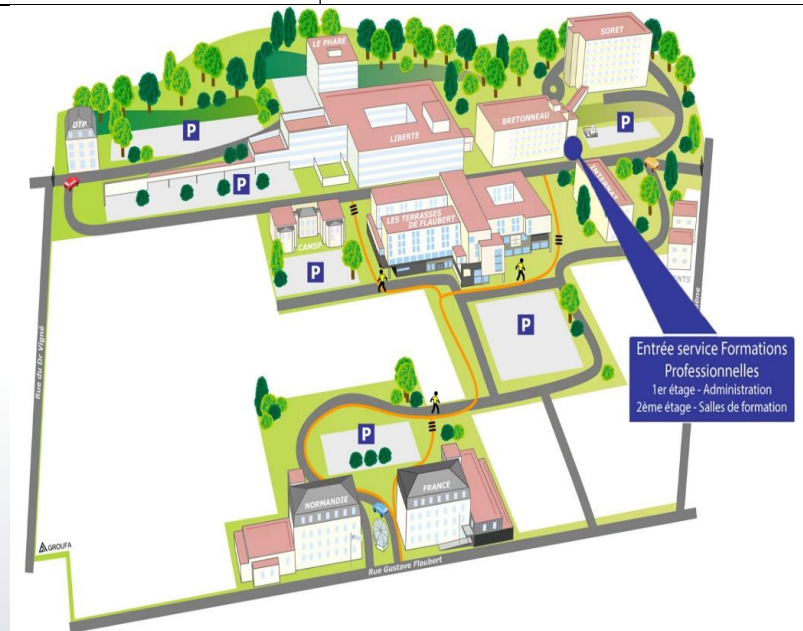 SORET
LE PHARE
DTP
P
P
BRETONNEAU
LIBERTÉ
P
INTERNAT
LES TERRASSES
DE FLAUBERT
CAMSP
P
P
Entrée service Formations
Professionnelles
1er étage - Administration
2ème étage - Salles de formation
Rue du Dr Vigné
P
NORMANDIE
FRANCE
GROUFA
Rue Gustave Flaubert